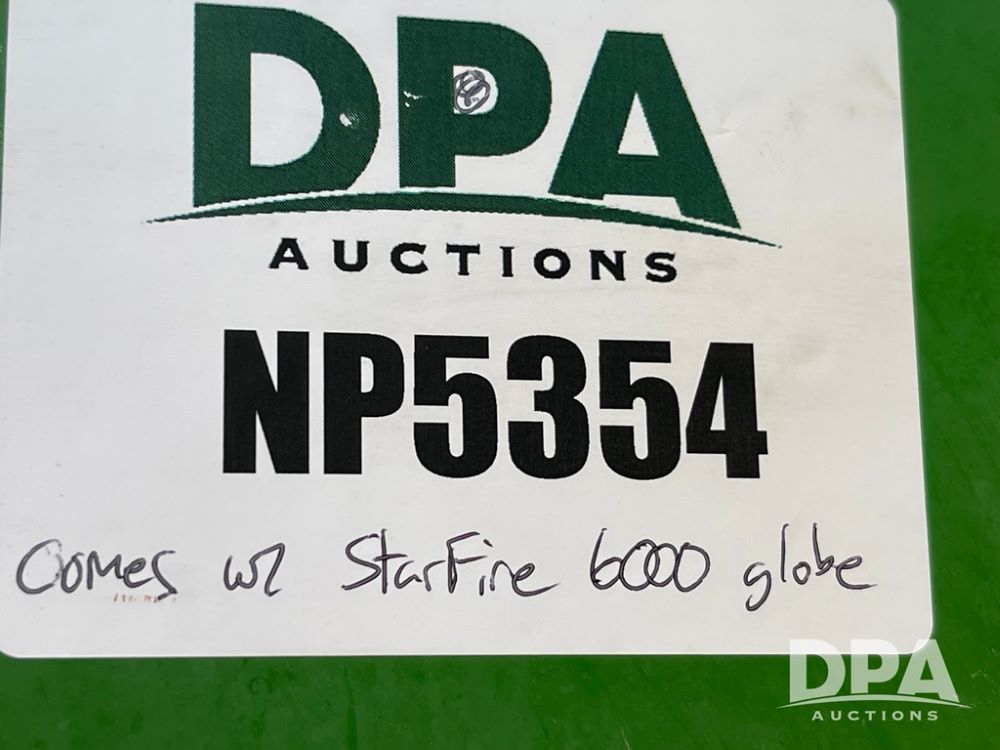 DPA
AUCTIONS
NP5354
Comes w/ StarFire 6000 globe
DPA
AUCTIONS